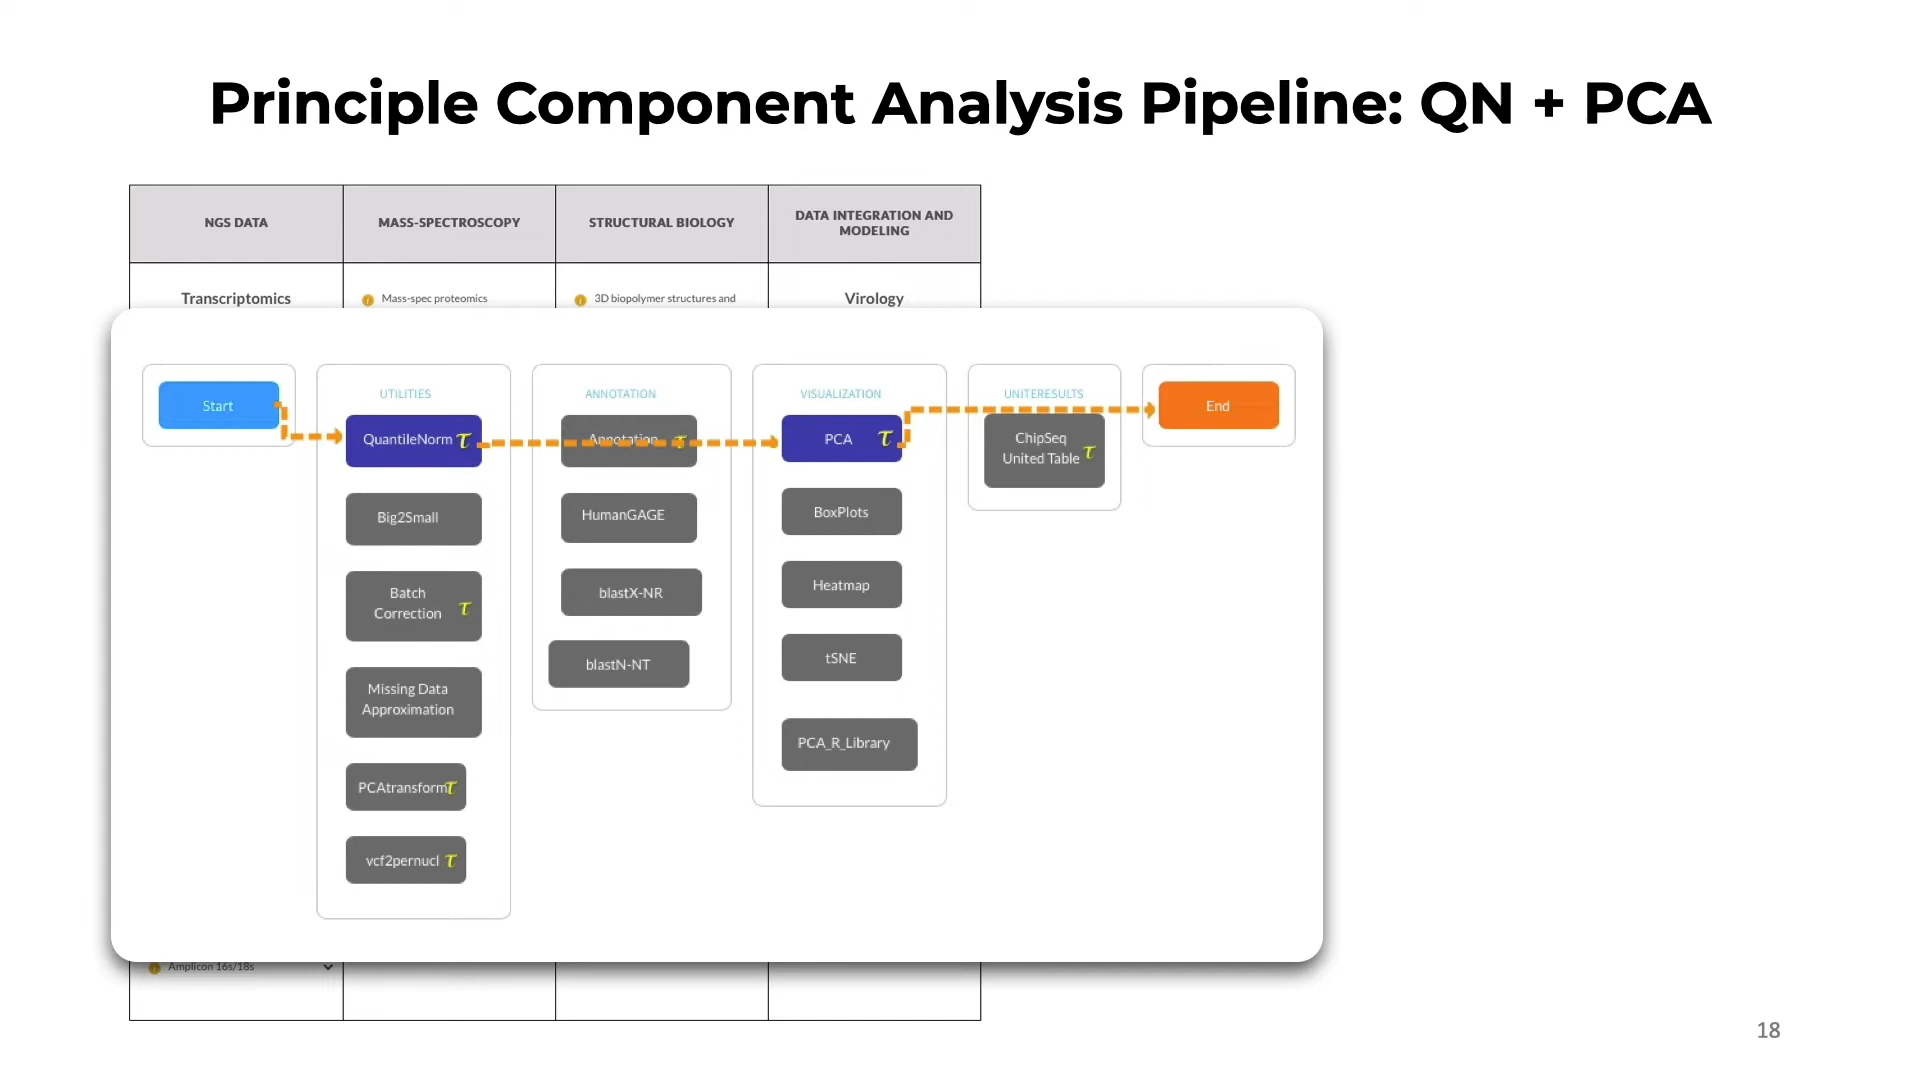 Principle Component Analysis Pipeline: QN + PCA
NGS DATA
MASS-SPECTROSCOPY
STRUCTURAL BIOLOGY
DATA INTEGRATION AND
MODELING
Transcriptomics
Mass-spec proteomics
3D biopolymer structures and
Virology
Start
UTILITIES
QuantileNorm τ
Big2Small
Batch
Correction τ
Missing Data
Approximation
PCAtransform τ
vcf2pernucl τ
ANNOTATION
Annotation τ
HumanGAGE
blastX-NR
blastN-NT
VISUALIZATION
PCA τ
BoxPlots
Heatmap
tSNE
PCA_R_Library
UNITERESULTS
ChipSeq
United Table τ
End
Amplicon 16s/18s
18